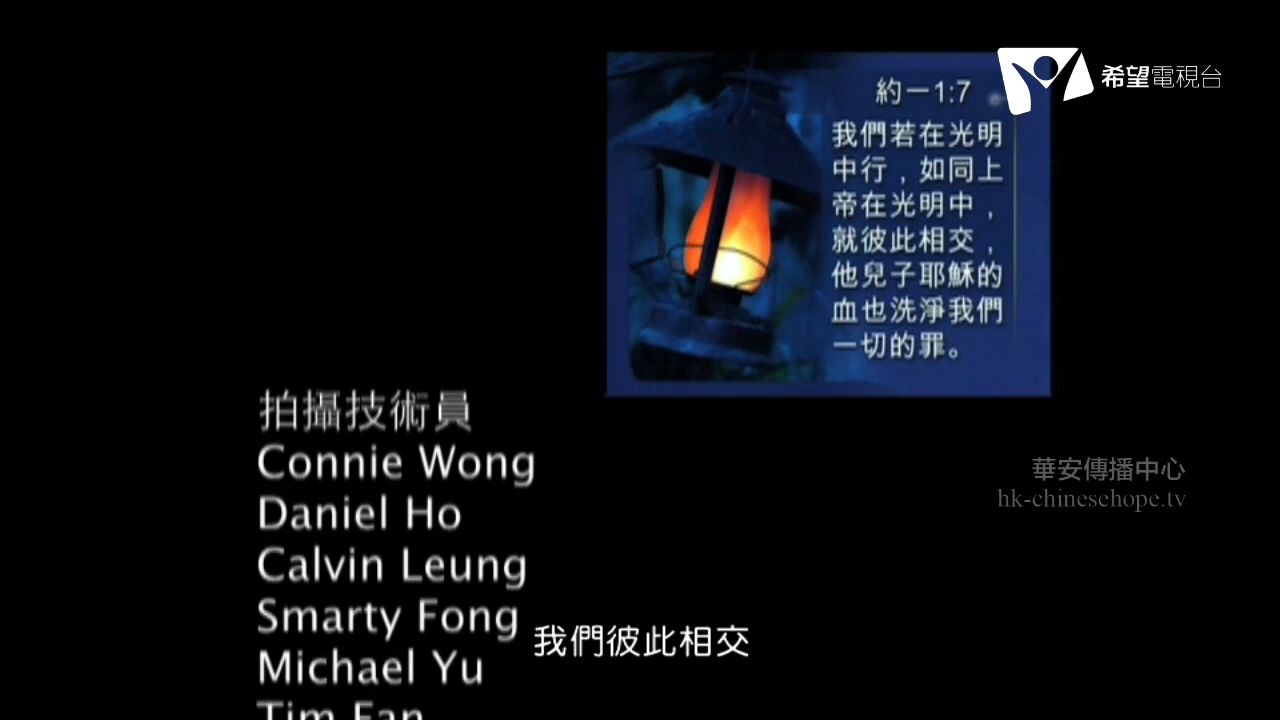 希望電視台
約一1:7
我們若在光明
中行，如同上
帝在光明中，
就彼此相交，
他兒子耶穌的
血也洗淨我們
一切的罪。
拍攝技術員
Connie Wong
Daniel Ho
Calvin Leung
Smarty Fong
Michael Yu
Tim Fan
華安傳播中心
hk-chinesehope.tv
我們彼此相交